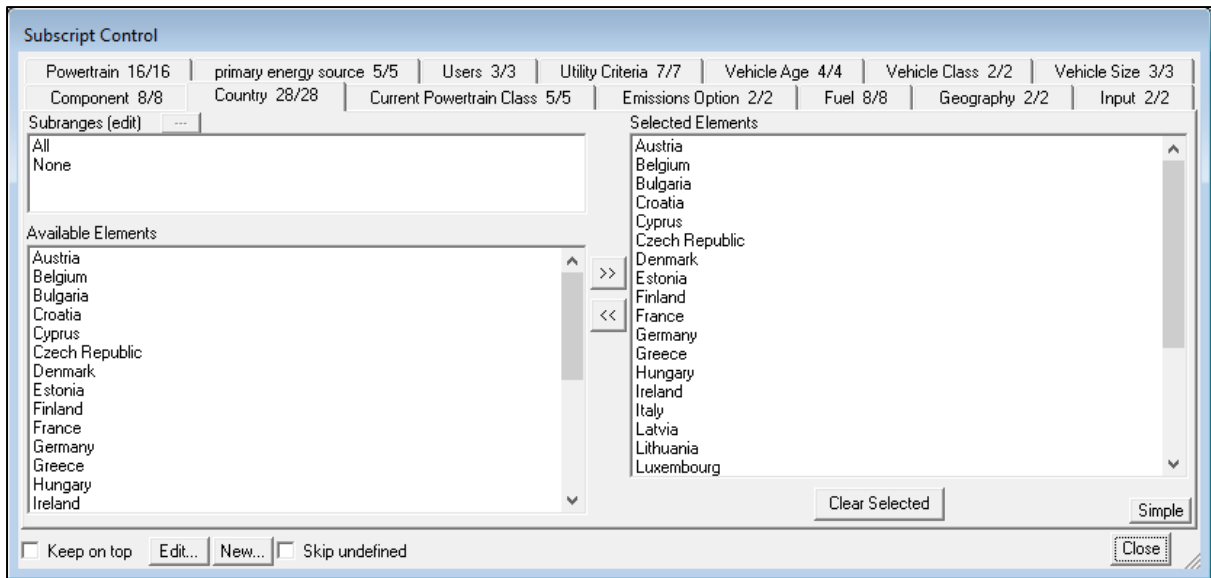 Subscript Control
Powertrain 16/16 primary energy source 5/5 Users 3/3 Utility Criteria 7/7 Vehicle Age 4/4 Vehicle Class 2/2 Vehicle Size 3/3
Component 8/8 Country 28/28 Current Powertrain Class 5/5 Emissions Option 2/2 Fuel 8/8 Geography 2/2 Input 2/2
Subranges (edit) ...
All
None
Available Elements
Austria
Belgium
Bulgaria
Croatia
Cyprus
Czech Republic
Denmark
Estonia
Finland
France
Germany
Greece
Hungary
Ireland
>>
<<
Selected Elements
Austria
Belgium
Bulgaria
Croatia
Cyprus
Czech Republic
Denmark
Estonia
Finland
France
Germany
Greece
Hungary
Ireland
Italy
Latvia
Lithuania
Luxembourg
Clear Selected
Simple
Keep on top Edit... New... Skip undefined Close